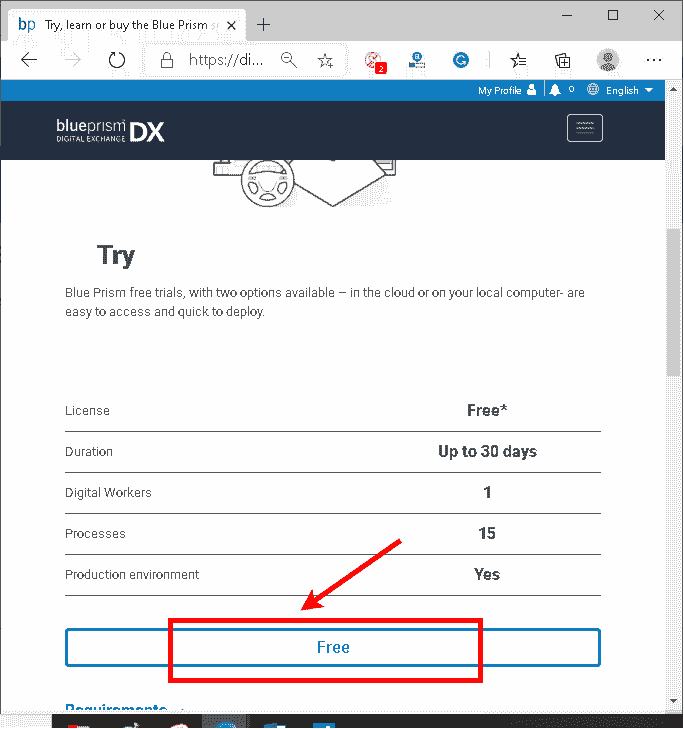 bp Try, learn or buy the Blue Prism
https://di...
2
My Profile 0 English
blueprism DX
DIGITAL EXCHANGE
Try
Blue Prism free trials, with two options available – in the cloud or on your local computer- are
easy to access and quick to deploy.
License Free*
Duration Up to 30 days
Digital Workers 1
Processes 15
Production environment Yes
Free
Requirements